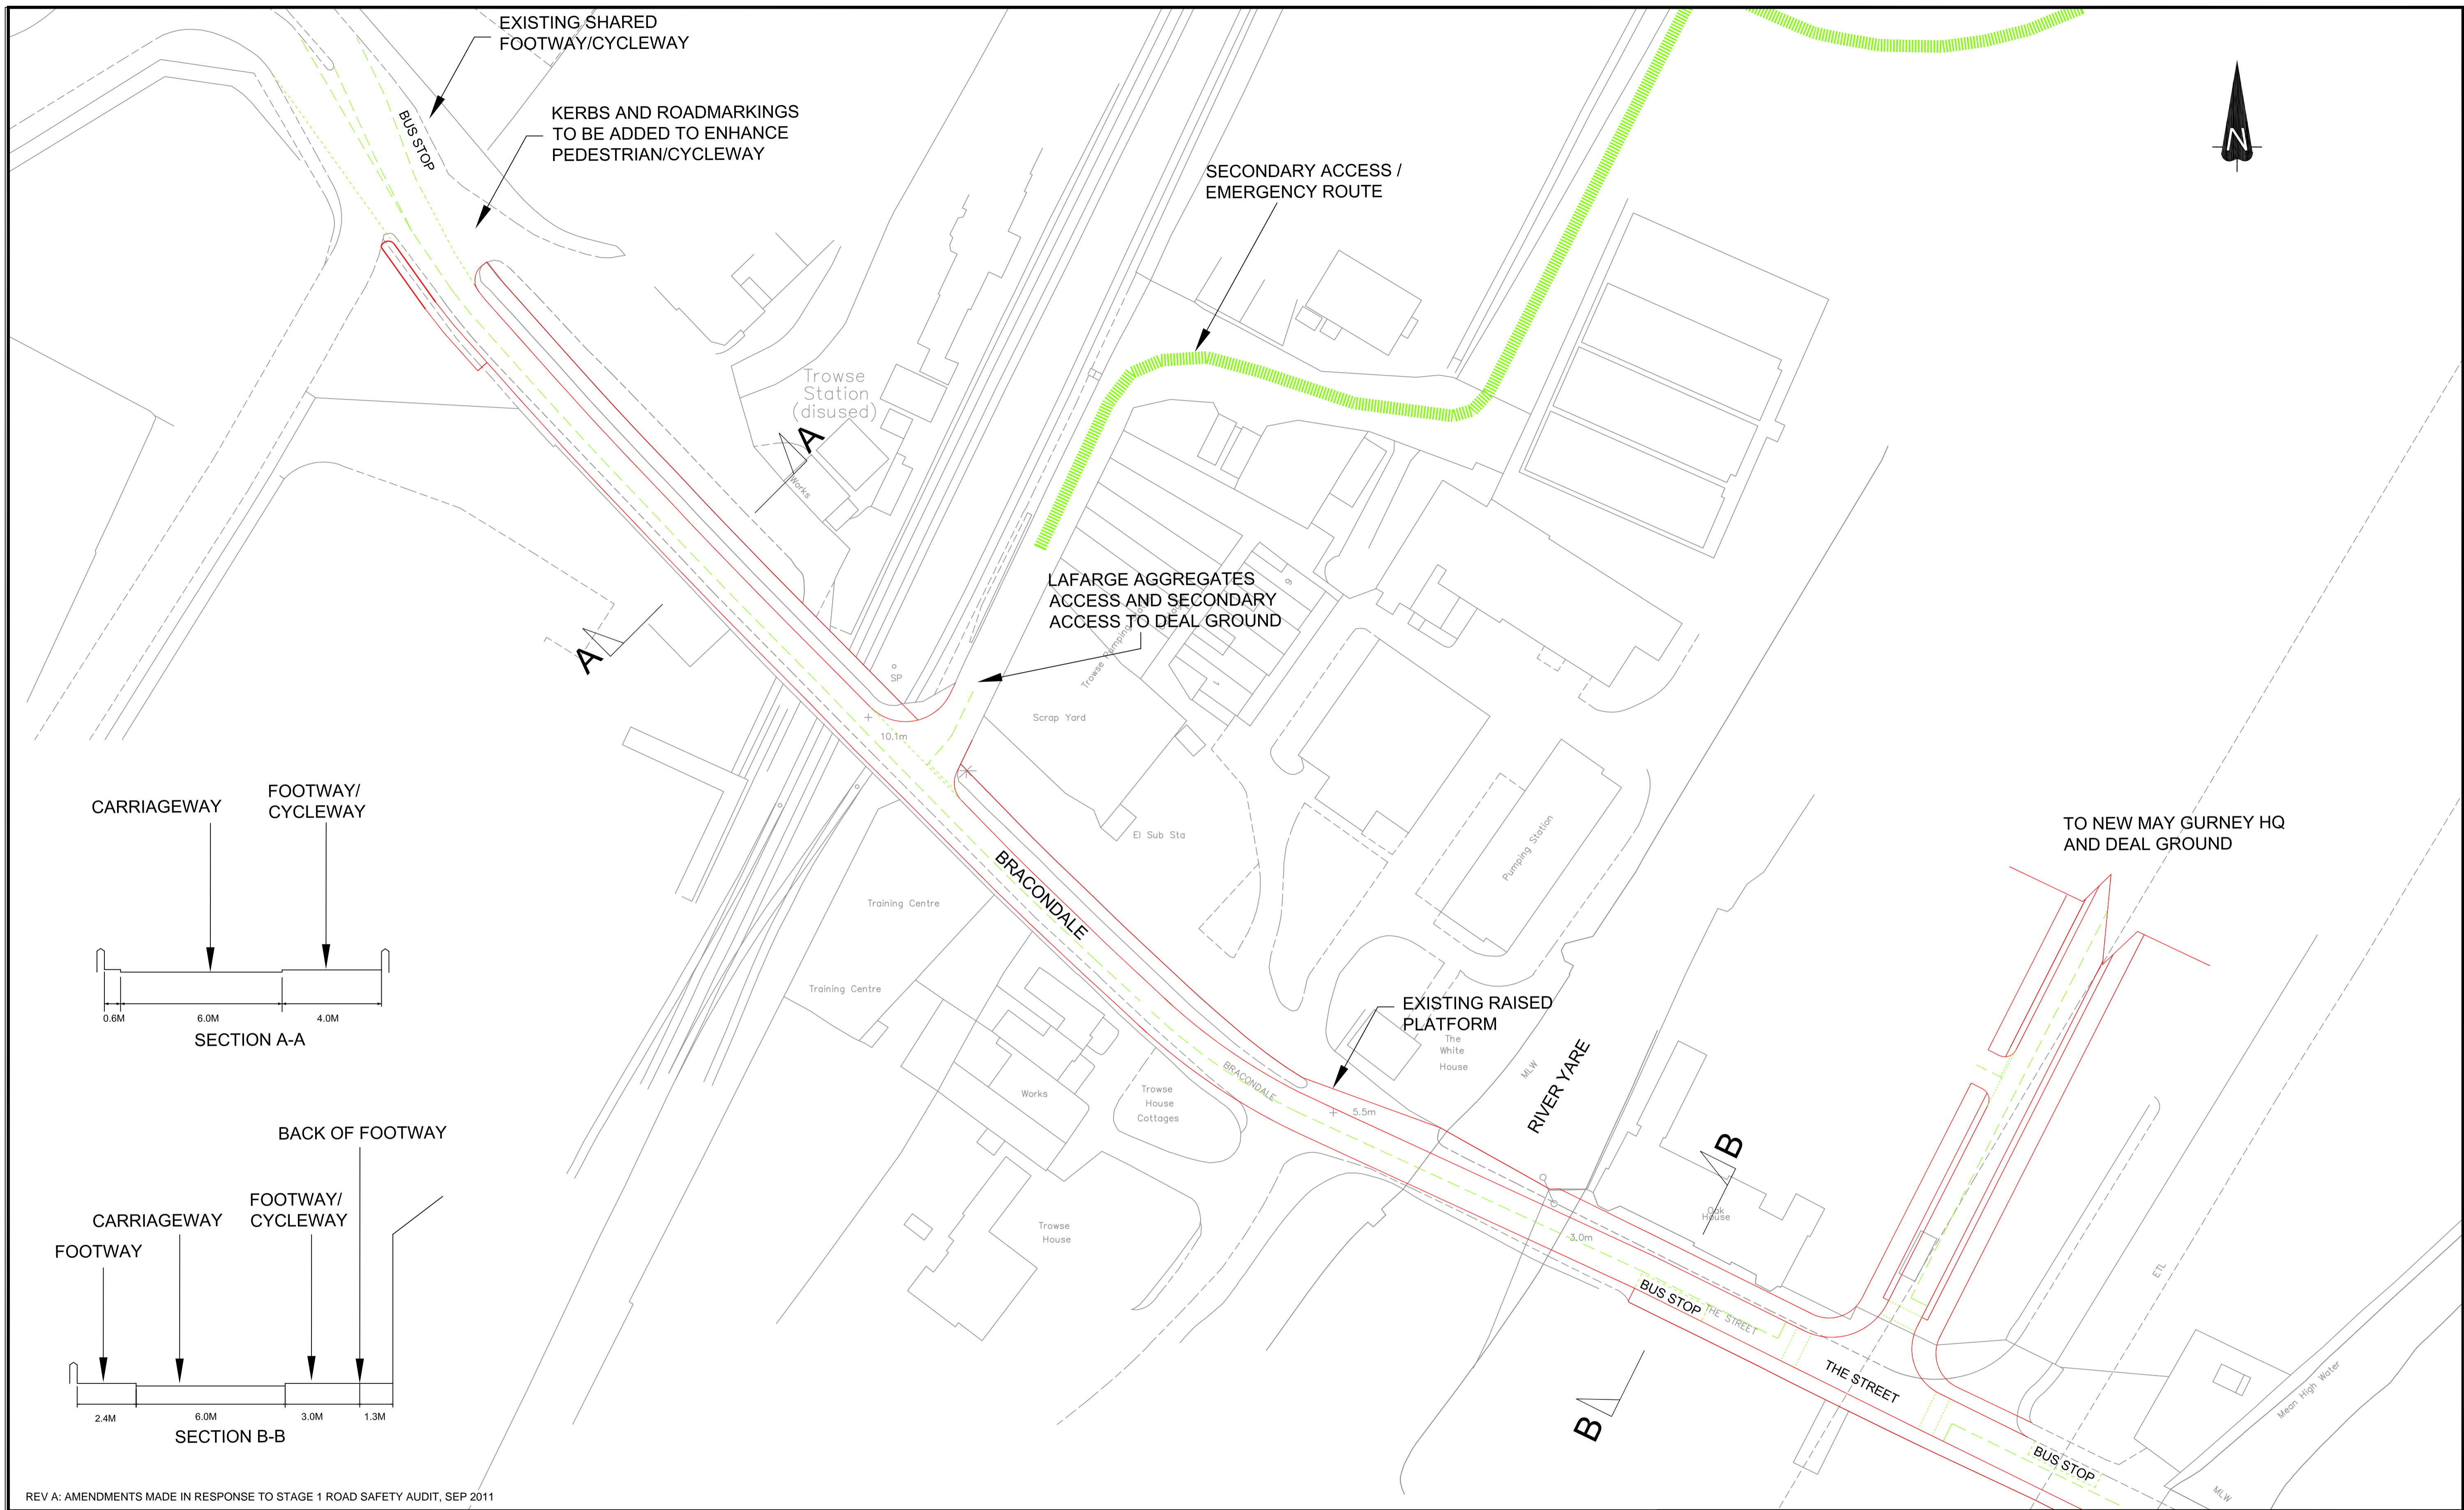 EXISTING SHARED
FOOTWAY/CYCLEWAY
KERBS AND ROADMARKINGS
TO BE ADDED TO ENHANCE
PEDESTRIAN/CYCLEWAY
BUS STOP
SECONDARY ACCESS /
EMERGENCY ROUTE
N
Trowse
Station
(disused)
A
Works
A
LAFARGE AGGREGATES
ACCESS AND SECONDARY
ACCESS TO DEAL GROUND
Trowse Pumping
9
1
SP
10.1m
Scrap Yard
El Sub Sta
Pumping Station
BRACONDALE
Training Centre
Training Centre
TO NEW MAY GURNEY HQ
AND DEAL GROUND
CARRIAGEWAY
FOOTWAY/
CYCLEWAY
0.6M
6.0M
4.0M
SECTION A-A
EXISTING RAISED
PLATFORM
The
White
House
MLW
RIVER YARE
BRACONDALE
5.5m
Works
Trowse
House
Cottages
Trowse
House
B
Oak
House
3.0m
BUS STOP
THE STREET
THE STREET
B
BUS STOP
ETL
Mean High Water
MLW
BACK OF FOOTWAY
FOOTWAY/
CYCLEWAY
CARRIAGEWAY
FOOTWAY
2.4M
6.0M
3.0M
1.3M
SECTION B-B
REV A: AMENDMENTS MADE IN RESPONSE TO STAGE 1 ROAD SAFETY AUDIT, SEP 2011